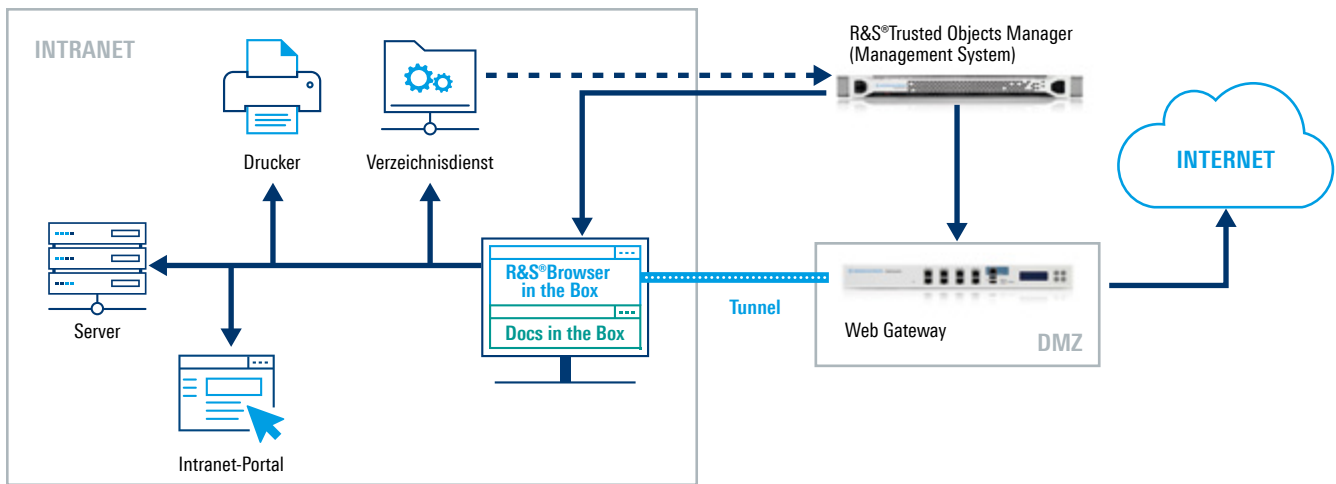 INTRANET
R&S®Trusted Objects Manager
(Management System)
Drucker
Verzeichnisdienst
INTERNET
Server
R&S®Browser
in the Box
Docs in the Box
Tunnel
Web Gateway
DMZ
Intranet-Portal